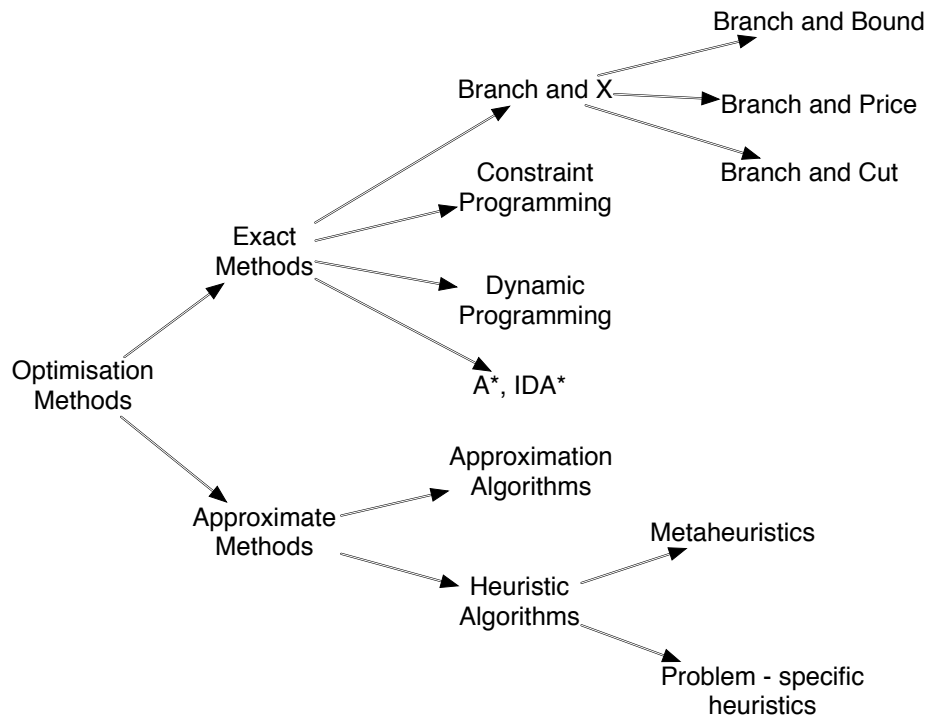 Branch and Bound
Branch and X
Branch and Price
Branch and Cut
Constraint
Programming
Exact
Methods
Dynamic
Programming
Optimisation
Methods
A*, IDA*
Approximation
Algorithms
Approximate
Methods
Metaheuristics
Heuristic
Algorithms
Problem - specific
heuristics